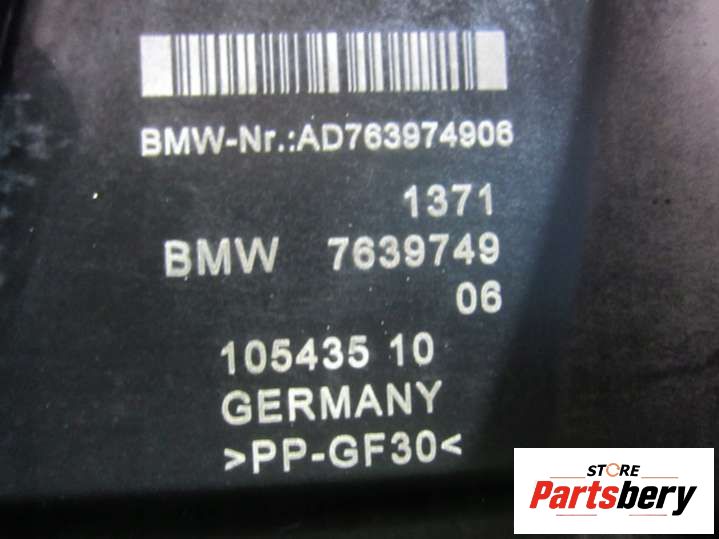 BMW-Nr.:AD763974906
1371
BMW 7639749
06
105435 10
GERMANY
>PP-GF30<
STORE
Partsbery